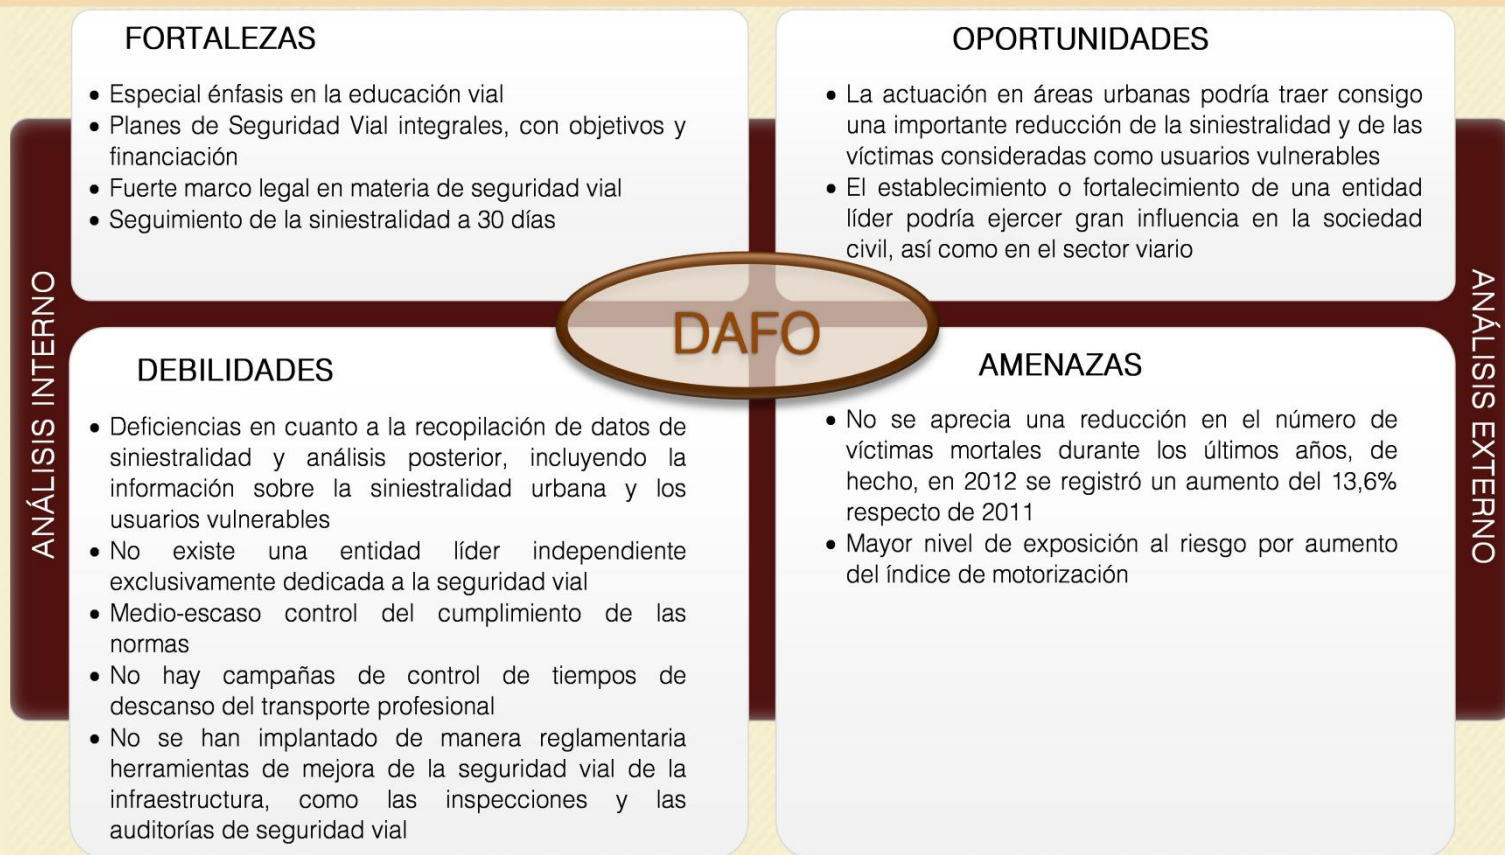 FORTALEZAS
• Especial énfasis en la educación vial
• Planes de Seguridad Vial integrales, con objetivos y
financiación
• Fuerte marco legal en materia de seguridad vial
• Seguimiento de la siniestralidad a 30 días
OPORTUNIDADES
• La actuación en áreas urbanas podría traer consigo
una importante reducción de la siniestralidad y de las
víctimas consideradas como usuarios vulnerables
• El establecimiento o fortalecimiento de una entidad
líder podría ejercer gran influencia en la sociedad
civil, así como en el sector viario
ANÁLISIS INTERNO
DAFO
ANÁLISIS EXTERNO
DEBILIDADES
• Deficiencias en cuanto a la recopilación de datos de
siniestralidad y análisis posterior, incluyendo la
información sobre la siniestralidad urbana y los
usuarios vulnerables
• No existe una entidad líder independiente
exclusivamente dedicada a la seguridad vial
• Medio-escaso control del cumplimiento de las
normas
• No hay campañas de control de tiempos de
descanso del transporte profesional
• No se han implantado de manera reglamentaria
herramientas de mejora de la seguridad vial de la
infraestructura, como las inspecciones y las
auditorías de seguridad vial
AMENAZAS
• No se aprecia una reducción en el número de
víctimas mortales durante los últimos años, de
hecho, en 2012 se registró un aumento del 13,6%
respecto de 2011
• Mayor nivel de exposición al riesgo por aumento
del índice de motorización